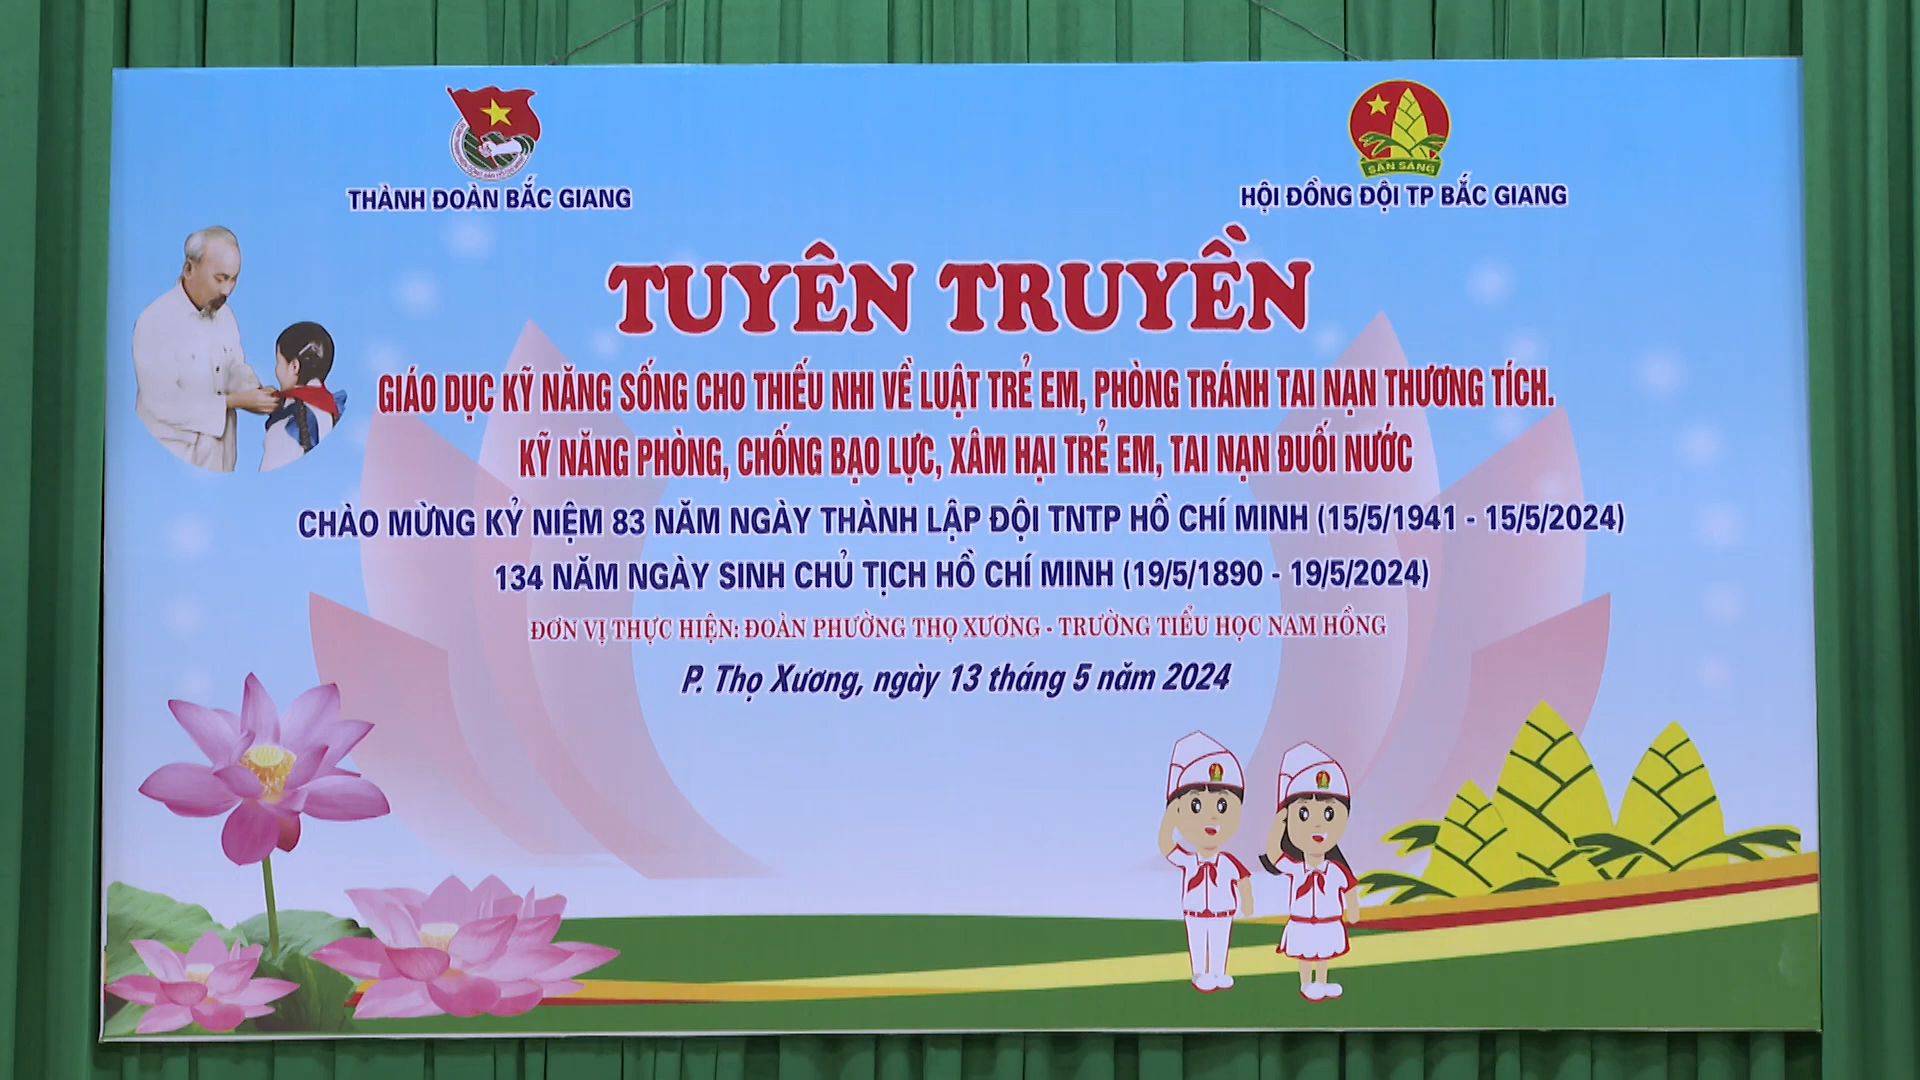 THÀNH ĐOÀN BẮC GIANG
SẴN SÀNG
HỘI ĐỒNG ĐỘI TP BẮC GIANG
TUYÊN TRUYỀN
GIÁO DỤC KỸ NĂNG SỐNG CHO THIẾU NHI VỀ LUẬT TRẺ EM, PHÒNG TRÁNH TAI NẠN THƯƠNG TÍCH.
KỸ NĂNG PHÒNG, CHỐNG BẠO LỰC, XÂM HẠI TRẺ EM, TAI NẠN ĐUỐI NƯỚC
CHÀO MỪNG KỶ NIỆM 83 NĂM NGÀY THÀNH LẬP ĐỘI TNTP HỒ CHÍ MINH (15/5/1941 - 15/5/2024)
134 NĂM NGÀY SINH CHỦ TỊCH HỒ CHÍ MINH (19/5/1890 - 19/5/2024)
ĐƠN VỊ THỰC HIỆN: ĐOÀN PHƯỜNG THỌ XƯƠNG - TRƯỜNG TIỂU HỌC NAM HỒNG
P. Thọ Xương, ngày 13 tháng 5 năm 2024